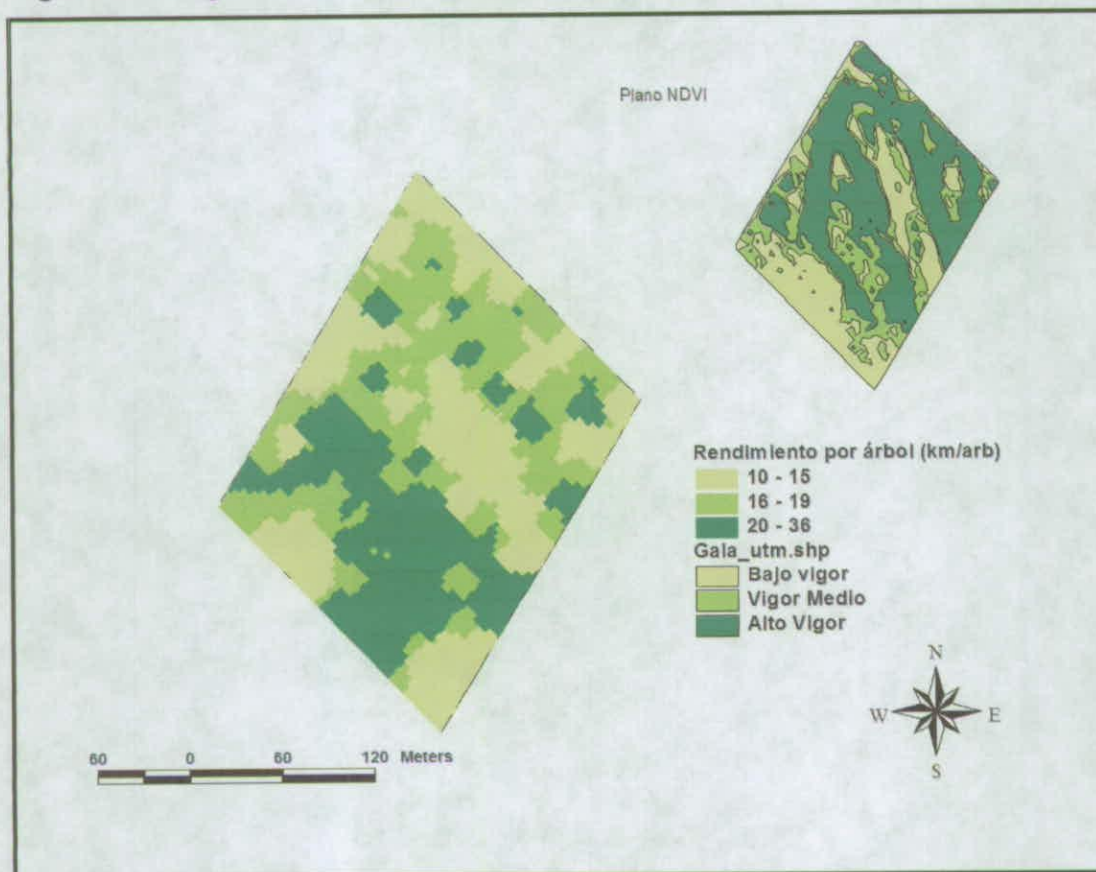 Plano NDVI
Rendimiento por árbol (km/arb)
10 - 15
16 - 19
20 - 36
Gala_utm.shp
Bajo vigor
Vigor Medio
Alto Vigor
N
W E
S
60 0 60 120 Meters